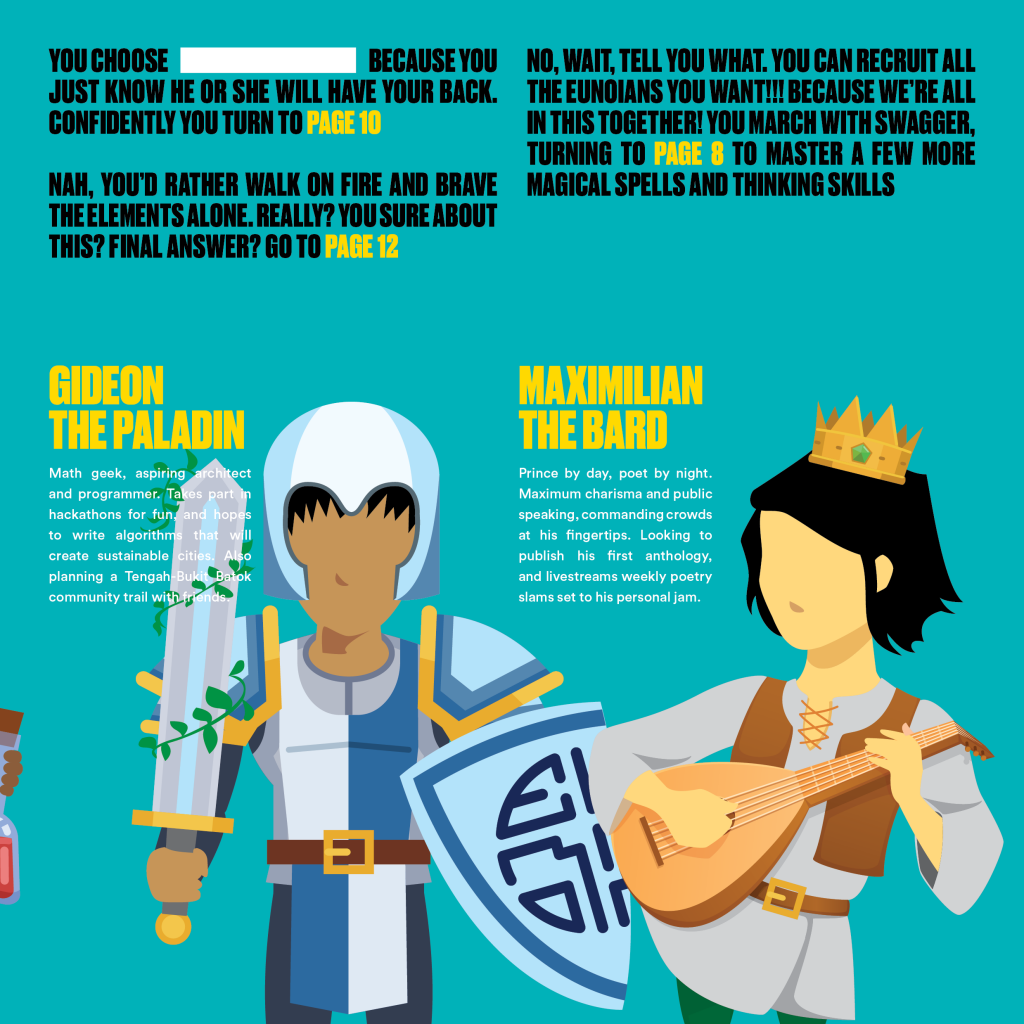 YOU CHOOSE BECAUSE YOU
JUST KNOW HE OR SHE WILL HAVE YOUR BACK.
CONFIDENTLY YOU TURN TO PAGE 10
NAH, YOU'D RATHER WALK ON FIRE AND BRAVE
THE ELEMENTS ALONE. REALLY? YOU SURE ABOUT
THIS? FINAL ANSWER? GO TO PAGE 12
NO, WAIT, TELL YOU WHAT. YOU CAN RECRUIT ALL
THE EUNOIANS YOU WANT!!! BECAUSE WE'RE ALL
IN THIS TOGETHER! YOU MARCH WITH SWAGGER,
TURNING TO PAGE 8 TO MASTER A FEW MORE
MAGICAL SPELLS AND THINKING SKILLS
GIDEON
THE PALADIN
Math geek, aspiring architect
and programmer. Takes part in
hackathons for fun, and hopes
to write algorithms that will
create sustainable cities. Also
planning a Tengah-Bukit Batok
community trail with friends.
MAXIMILIAN
THE BARD
Prince by day, poet by night.
Maximum charisma and public
speaking, commanding crowds
at his fingertips. Looking to
publish his first anthology,
and livestreams weekly poetry
slams set to his personal jam.